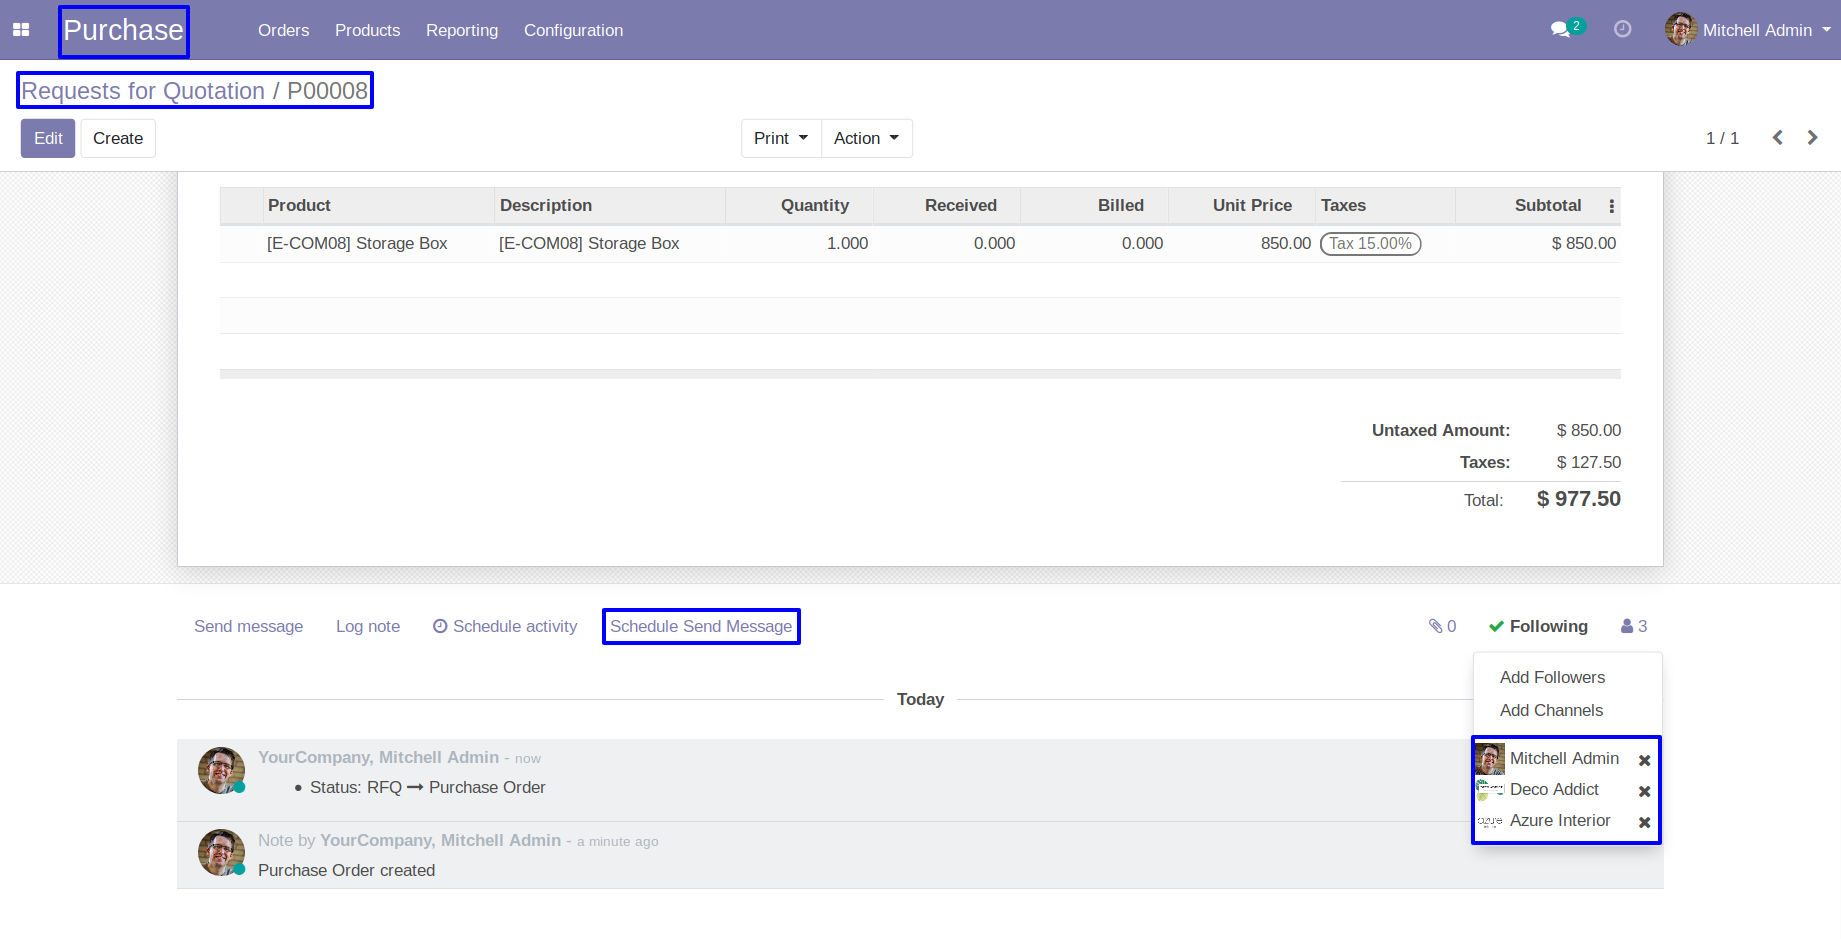 Purchase Orders Products Reporting Configuration 2 Mitchell Admin
Requests for Quotation / P00008
Edit Create Print Action 1 / 1
Product Description Quantity Received Billed Unit Price Taxes Subtotal
[E-COM08] Storage Box [E-COM08] Storage Box 1.000 0.000 0.000 850.00 Tax 15.00% $ 850.00
Untaxed Amount: $ 850.00
Taxes: $ 127.50
Total: $ 977.50
Send message Log note Schedule activity Schedule Send Message 0 Following 3
Add Followers
Add Channels
Mitchell Admin
Deco Addict
Azure Interior
Today
YourCompany, Mitchell Admin - now
Status: RFQ → Purchase Order
Note by YourCompany, Mitchell Admin - a minute ago
Purchase Order created